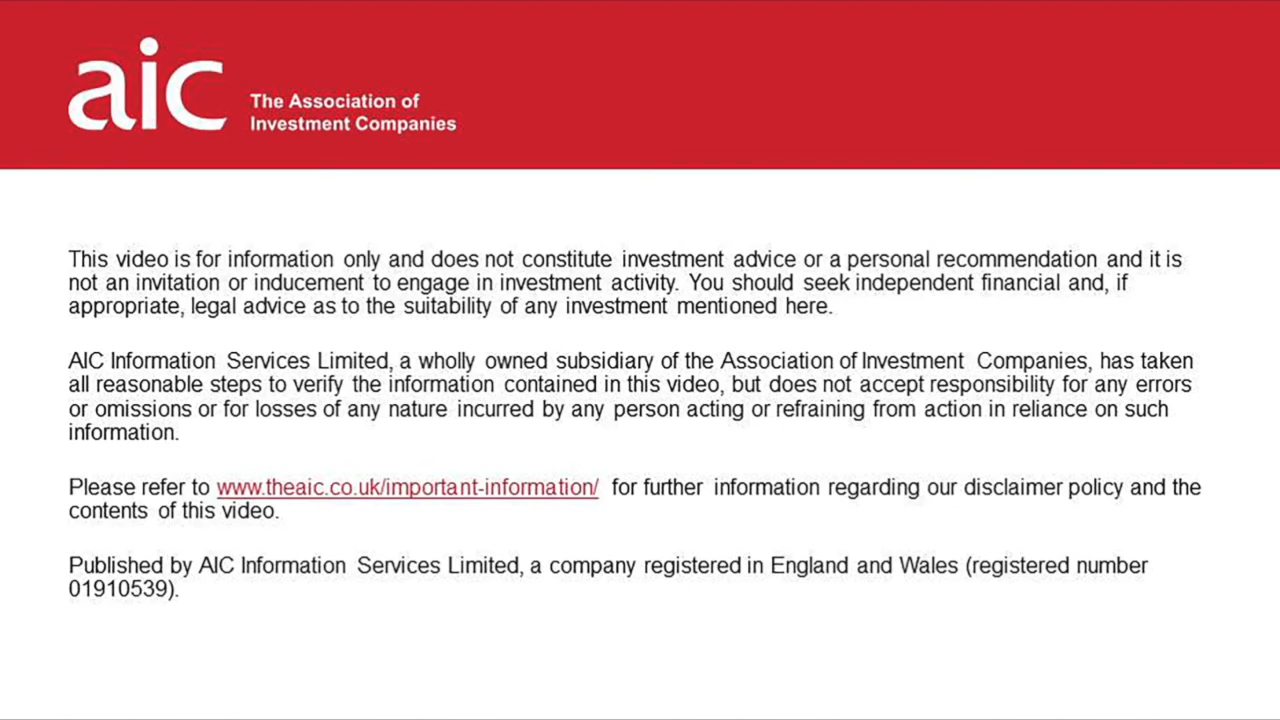 aic
The Association of
Investment Companies
This video is for information only and does not constitute investment advice or a personal recommendation and it is
not an invitation or inducement to engage in investment activity. You should seek independent financial and, if
appropriate, legal advice as to the suitability of any investment mentioned here.
AIC Information Services Limited, a wholly owned subsidiary of the Association of Investment Companies, has taken
all reasonable steps to verify the information contained in this video, but does not accept responsibility for any errors
or omissions or for losses of any nature incurred by any person acting or refraining from action in reliance on such
information.
Please refer to www.theaic.co.uk/important-information/ for further information regarding our disclaimer policy and the
contents of this video.
Published by AIC Information Services Limited, a company registered in England and Wales (registered number
01910539).